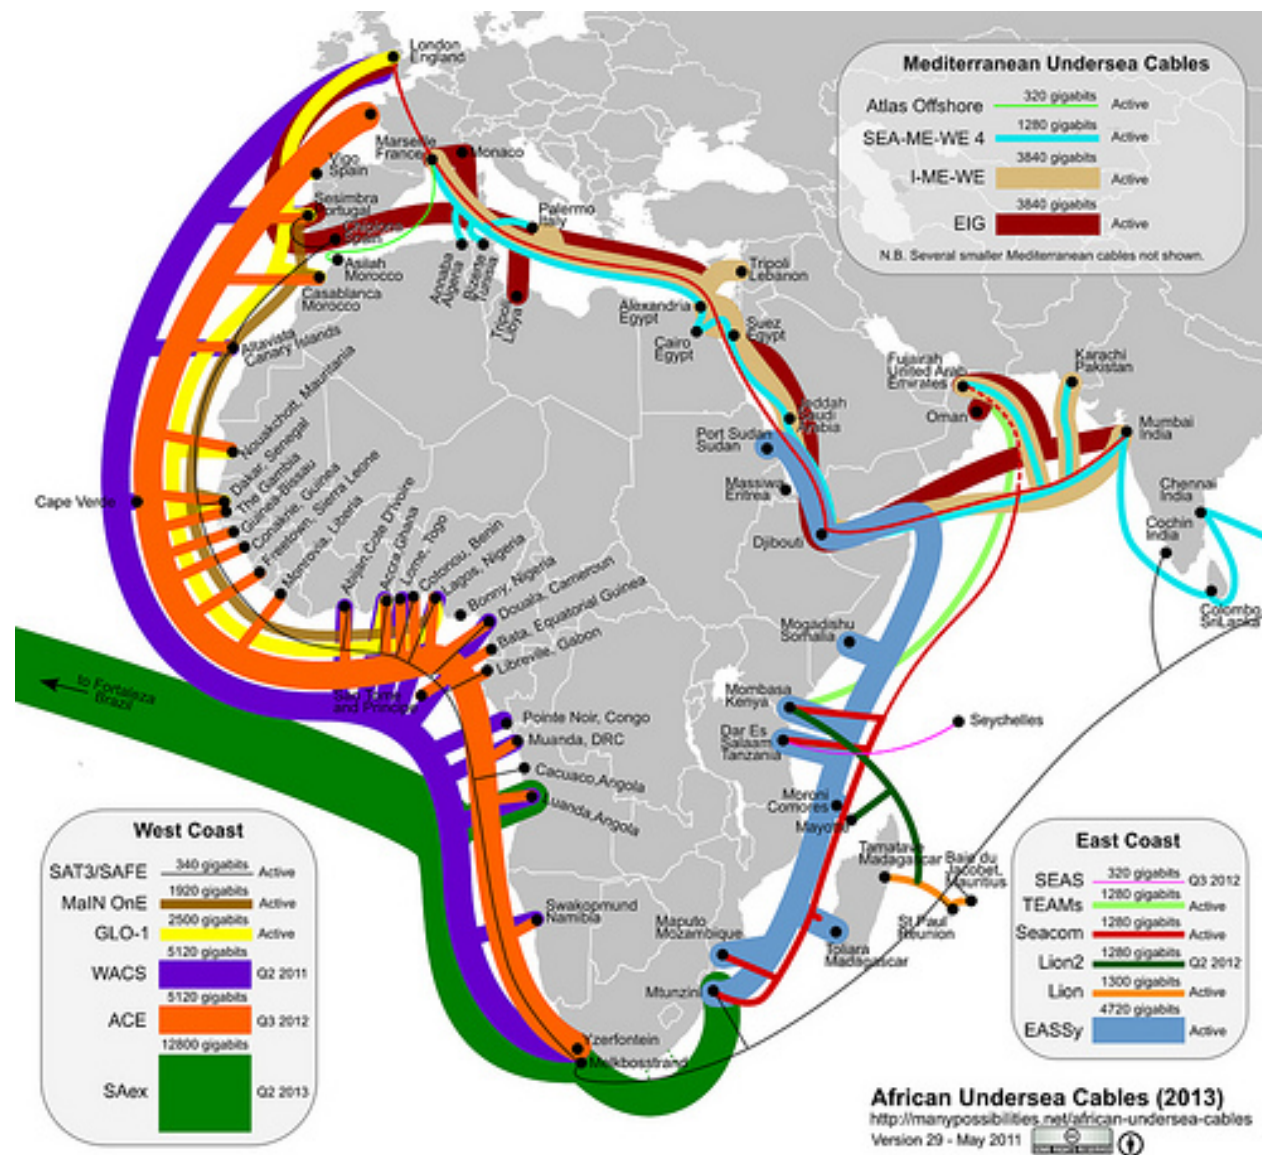 London
England
Vigo
Spain
Marseille
France
Monaco
Sesimbra
Portugal
Chipiona
Spain
Palermo
Italy
Asilah
Morocco
Casablanca
Morocco
Annaba
Algeria
Bizerte
Tunisia
Tripoli
Libya
Tripoli
Lebanon
Alexandria
Egypt
Cairo
Egypt
Suez
Egypt
Altavista
Canary Islands
Nouakchott, Mauritania
Dakar, Senegal
The Gambia
Guinea-Bissau
Conakrie, Guinea
Freetown, Sierra Leone
Monrovia, Liberia
Abijan,Cote D'Ivoire
Accra,Ghana
Lome, Togo
Cotonou, Benin
Lagos, Nigeria
Bonny, Nigeria
Douala, Cameroun
Bata, Equatorial Guinea
Libreville, Gabon
Cape Verde
Sao Tome
and Principe
Pointe Noir, Congo
Muanda, DRC
Cacuaco,Angola
Luanda,Angola
Swakopmund
Namibia
Yzerfontein
Melkbosstrand
to Fortaleza
Brazil
Jeddah
Saudi
Arabia
Port Sudan
Sudan
Massiwa
Eritrea
Djibouti
Fujairah
United Arab
Emirates
Oman
Karachi
Pakistan
Mumbai
India
Chennai
India
Cochin
India
Colombo
SriLanka
Mogadishu
Somalia
Mombasa
Kenya
Dar Es
Salaam
Tanzania
Seychelles
Moroni
Comores
Mayotte
Tamatave
Madagascar
Baie du
Jacobet,
Mauritius
St Paul
Reunion
Toliara
Madagascar
Maputo
Mozambique
Mtunzini
Mediterranean Undersea Cables
Atlas Offshore 320 gigabits Active
SEA-ME-WE 4 1280 gigabits Active
I-ME-WE 3840 gigabits Active
EIG 3840 gigabits Active
N.B. Several smaller Mediterranean cables not shown.
West Coast
SAT3/SAFE 340 gigabits Active
MaIN OnE 1920 gigabits Active
GLO-1 2500 gigabits Active
WACS 5120 gigabits Q2 2011
ACE 5120 gigabits Q3 2012
SAex 12800 gigabits Q2 2013
East Coast
SEAS 320 gigabits Q3 2012
TEAMs 1280 gigabits Active
Seacom 1280 gigabits Active
Lion2 1280 gigabits Q2 2012
Lion 1300 gigabits Active
EASSy 4720 gigabits Active
African Undersea Cables (2013)
http://manypossibilities.net/african-undersea-cables
Version 29 - May 2011